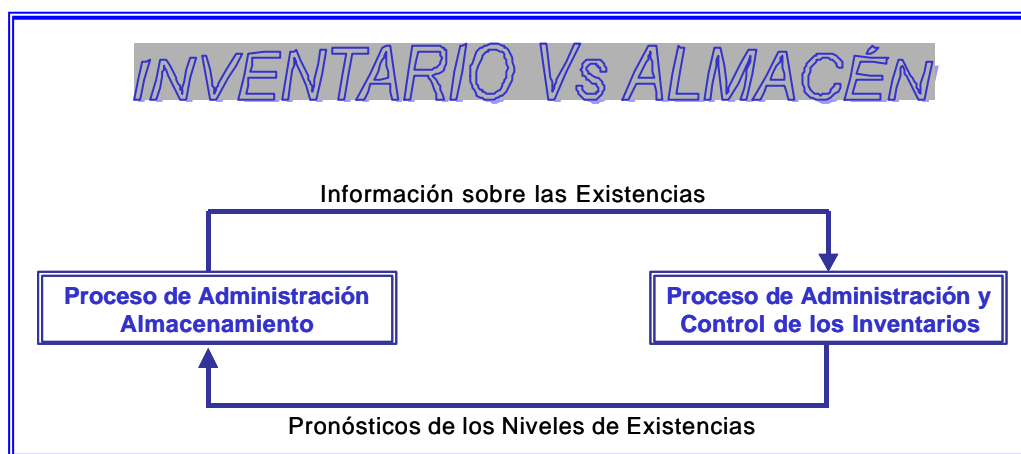 INVENTARIO Vs ALMACÉN
Información sobre las Existencias
Proceso de Administración
Almacenamiento
Proceso de Administración y
Control de los Inventarios
Pronósticos de los Niveles de Existencias